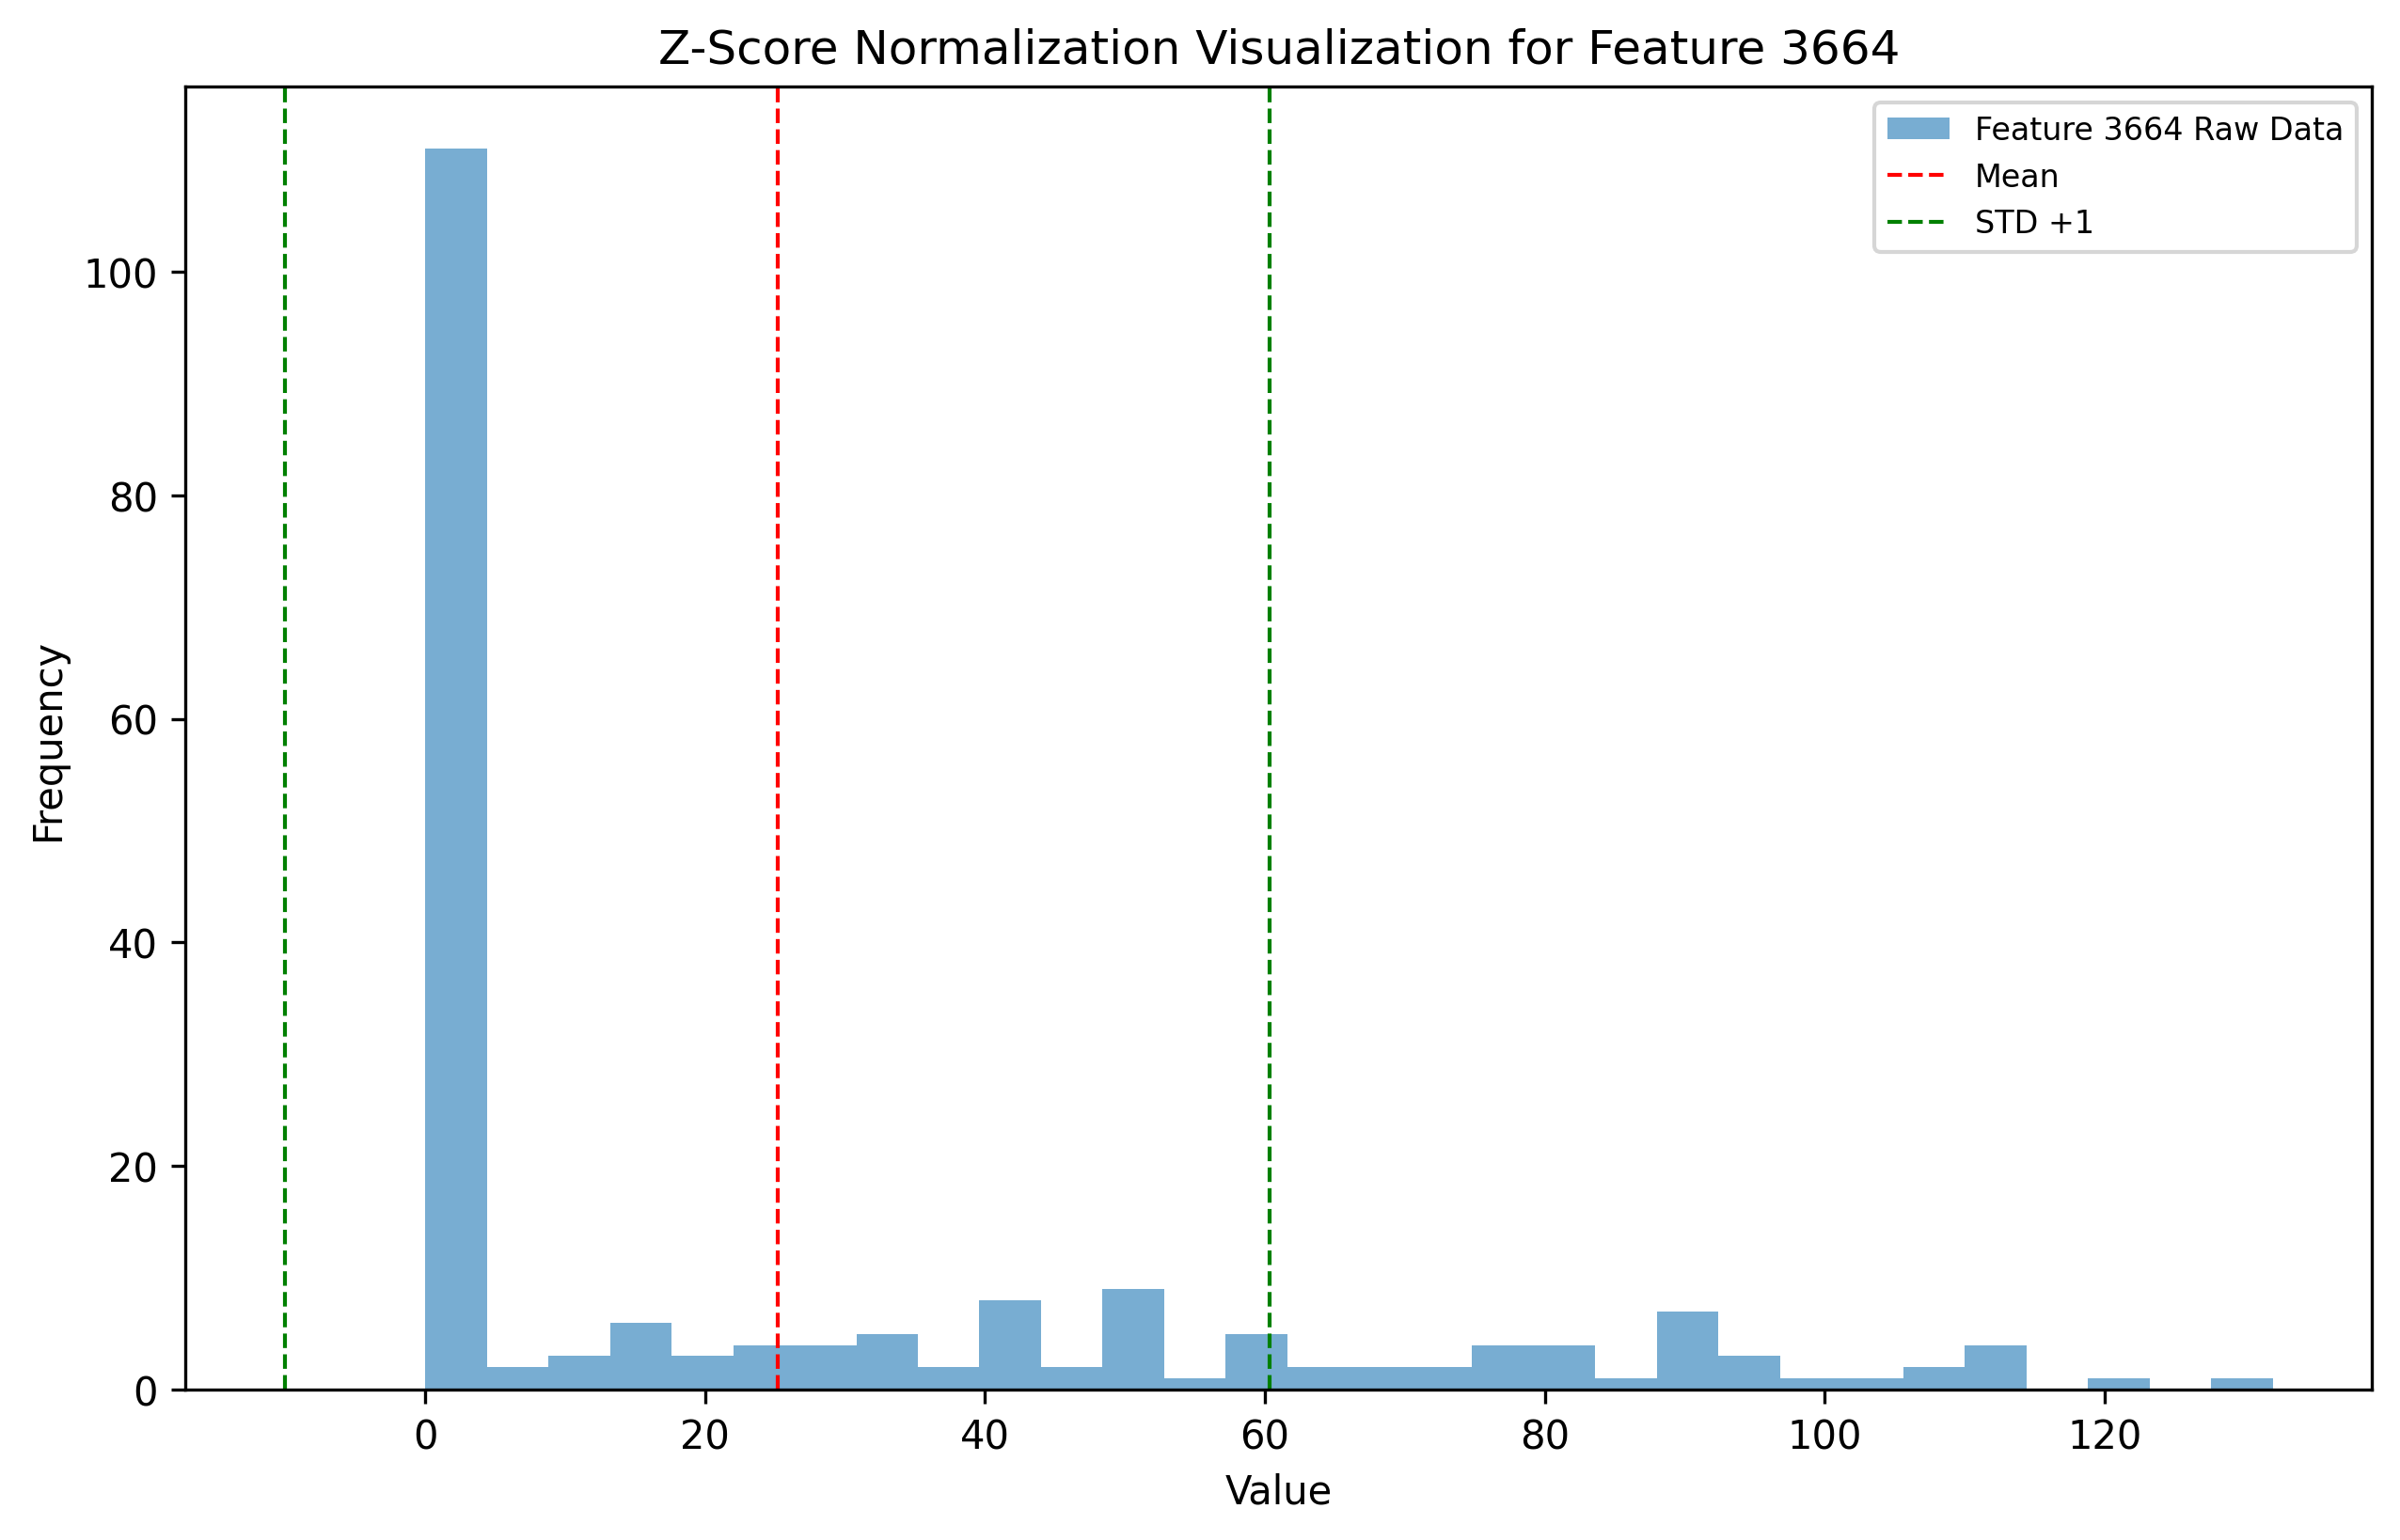 Z-Score Normalization Visualization for Feature 3664
Feature 3664 Raw Data
Mean
STD +1
Frequency
100
80
60
40
20
0
0 20 40 60 80 100 120
Value